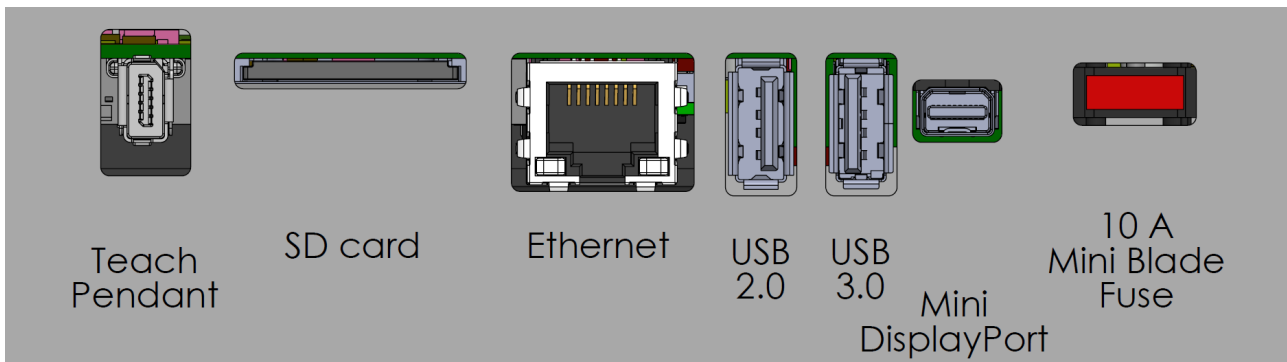 Teach
Pendant
SD card
Ethernet
USB
2.0
USB
3.0
Mini
DisplayPort
10 A
Mini Blade
Fuse